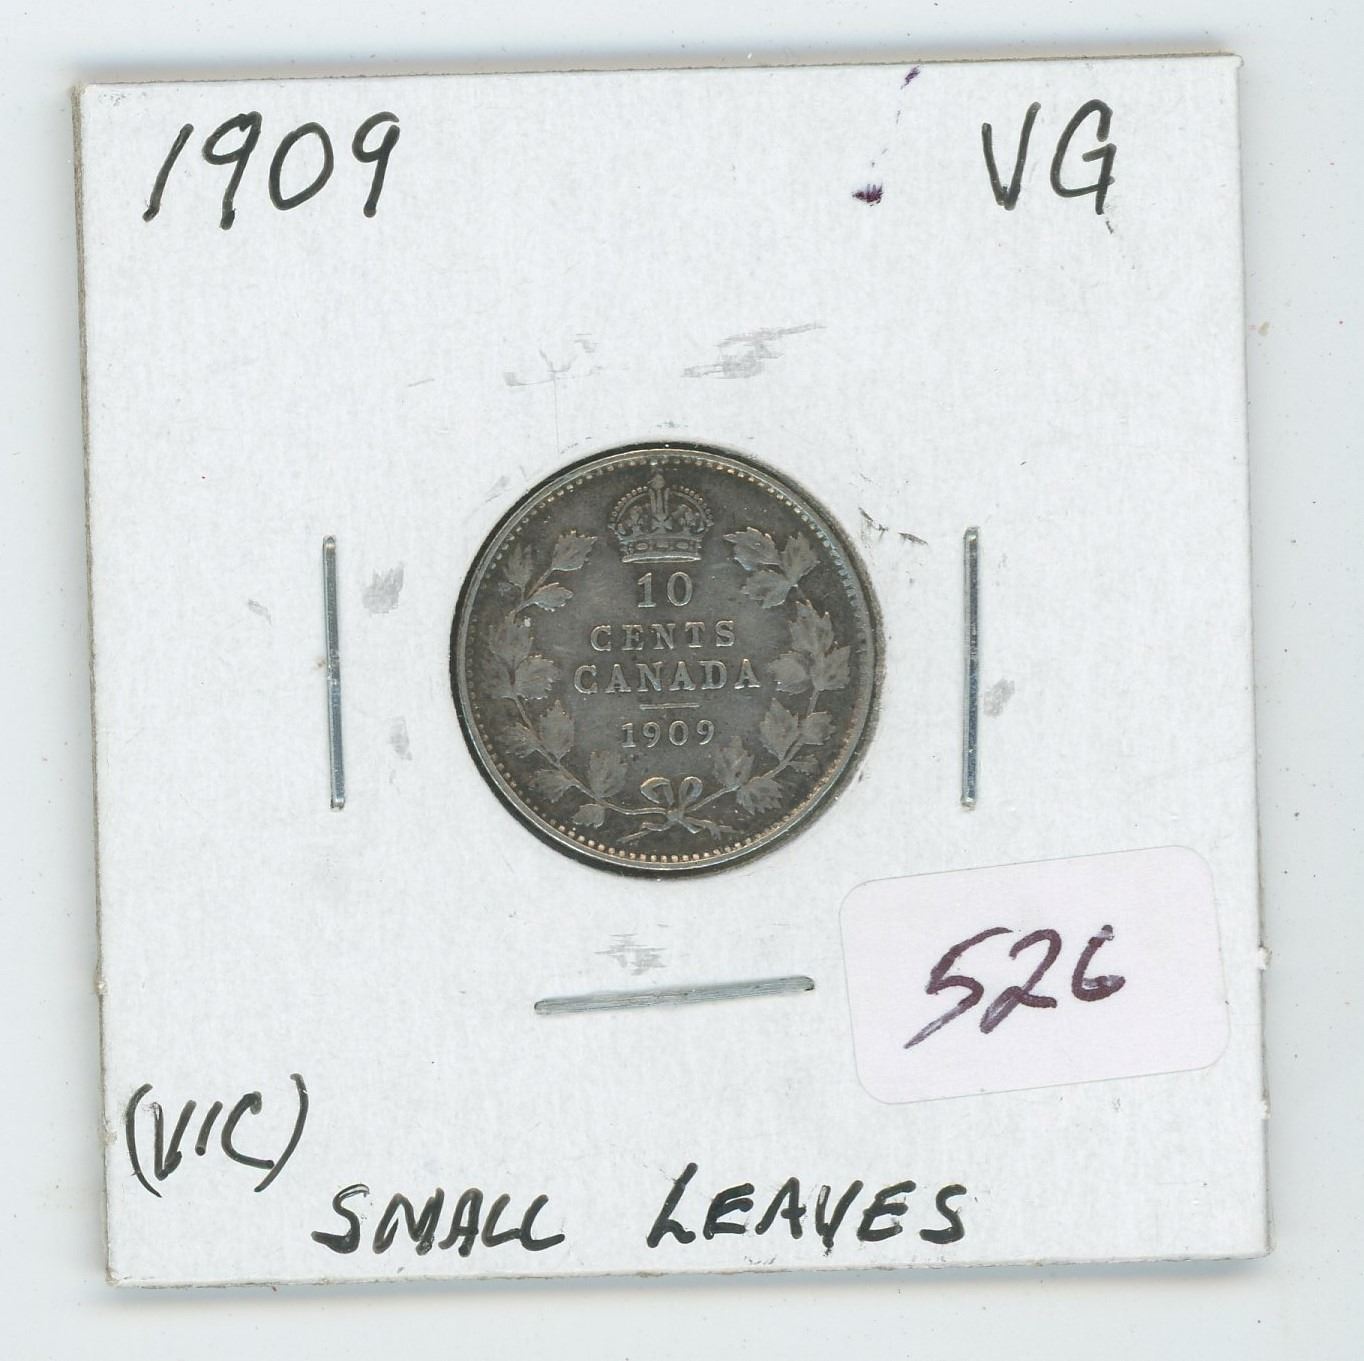 1909 VG
10
CENTS
CANADA
1909
526
(VIC)
SMALL LEAVES